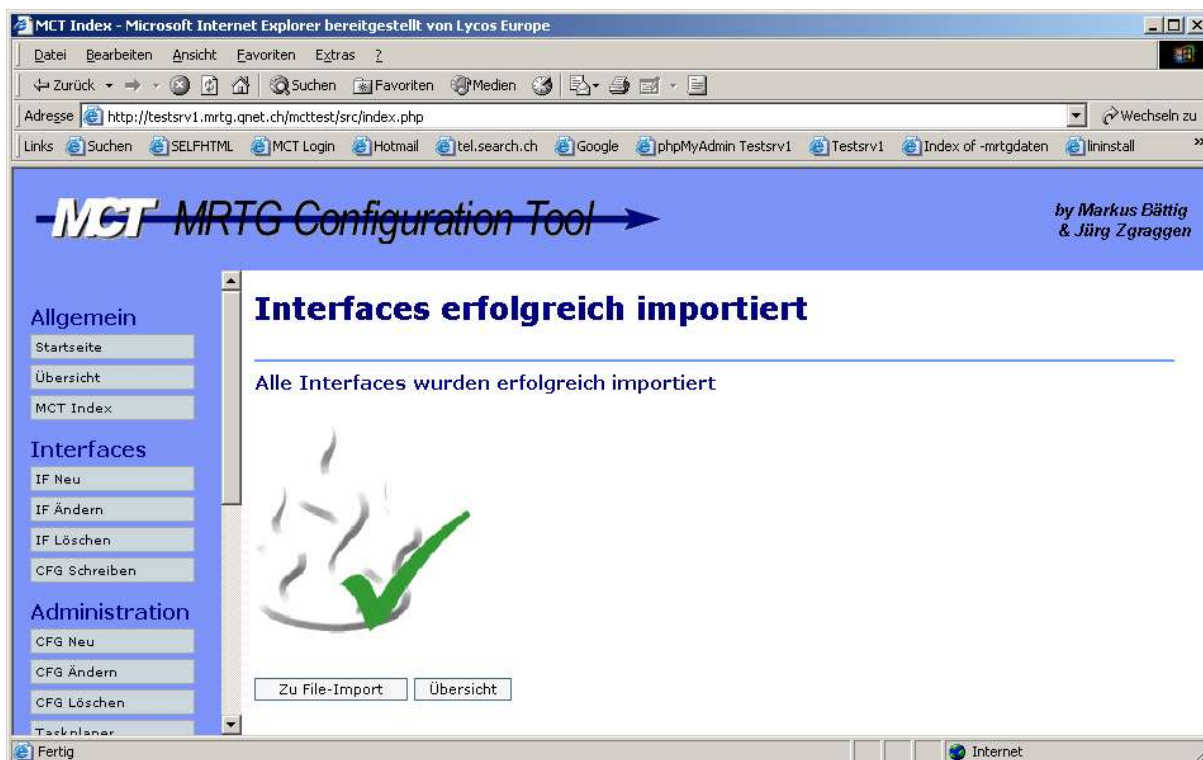 MCT Index - Microsoft Internet Explorer bereitgestellt von Lycos Europe
Datei Bearbeiten Ansicht Favoriten Extras ?
Zurück Suchen Favoriten Medien
Adresse http://testsrv1.mrtg.qnet.ch/mcttest/src/index.php Wechseln zu
Links Suchen SELFHTML MCT Login Hotmail tel.search.ch Google phpMyAdmin Testsrv1 Testsrv1 Index of -mrtgdaten lininstall »
MCT MRTG Configuration Tool
by Markus Bättig
& Jürg Zgraggen
Allgemein
Startseite
Übersicht
MCT Index
Interfaces
IF Neu
IF Ändern
IF Löschen
CFG Schreiben
Administration
CFG Neu
CFG Ändern
CFG Löschen
Taskplaner
Interfaces erfolgreich importiert
Alle Interfaces wurden erfolgreich importiert
Zu File-Import Übersicht
Fertig Internet